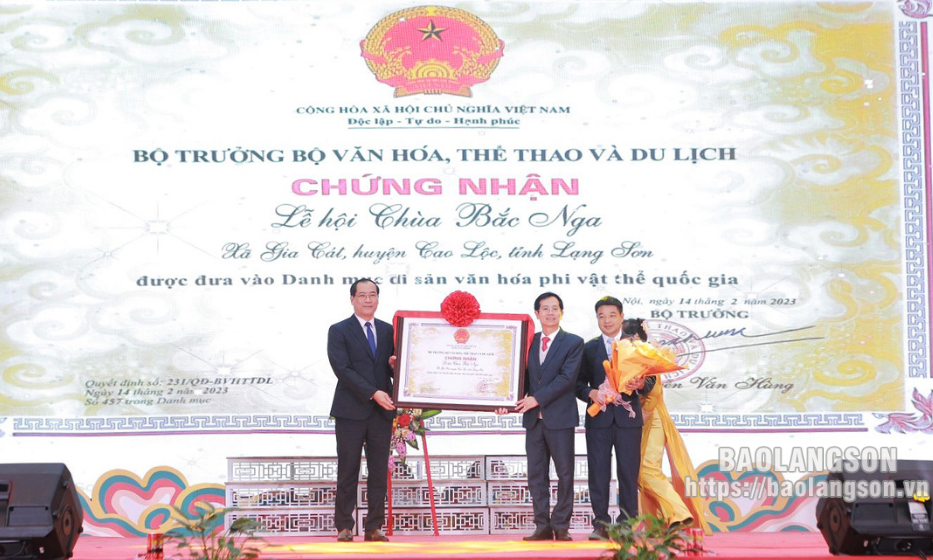 CỘNG HÒA XÃ HỘI CHỦ NGHĨA VIỆT NAM
Độc lập - Tự do - Hạnh phúc
BỘ TRƯỞNG BỘ VĂN HÓA, THỂ THAO VÀ DU LỊCH
CHỨNG NHẬN
Lễ hội Chùa Bắc Nga
Xã Gia Cát, huyện Cao Lộc, tỉnh Lạng Sơn
được đưa vào Danh mục di sản văn hóa phi vật thể quốc gia
Nội, ngày 14 tháng 2 năm 2023
BỘ TRƯỞNG
Văn Hùng
Quyết định số: 231/QĐ-BVHTTDL
Ngày 14 tháng 2 năm 2023
Số 457 trong Danh mục
CHỨNG NHẬN
BAOLANGSON
https://baolangson.vn